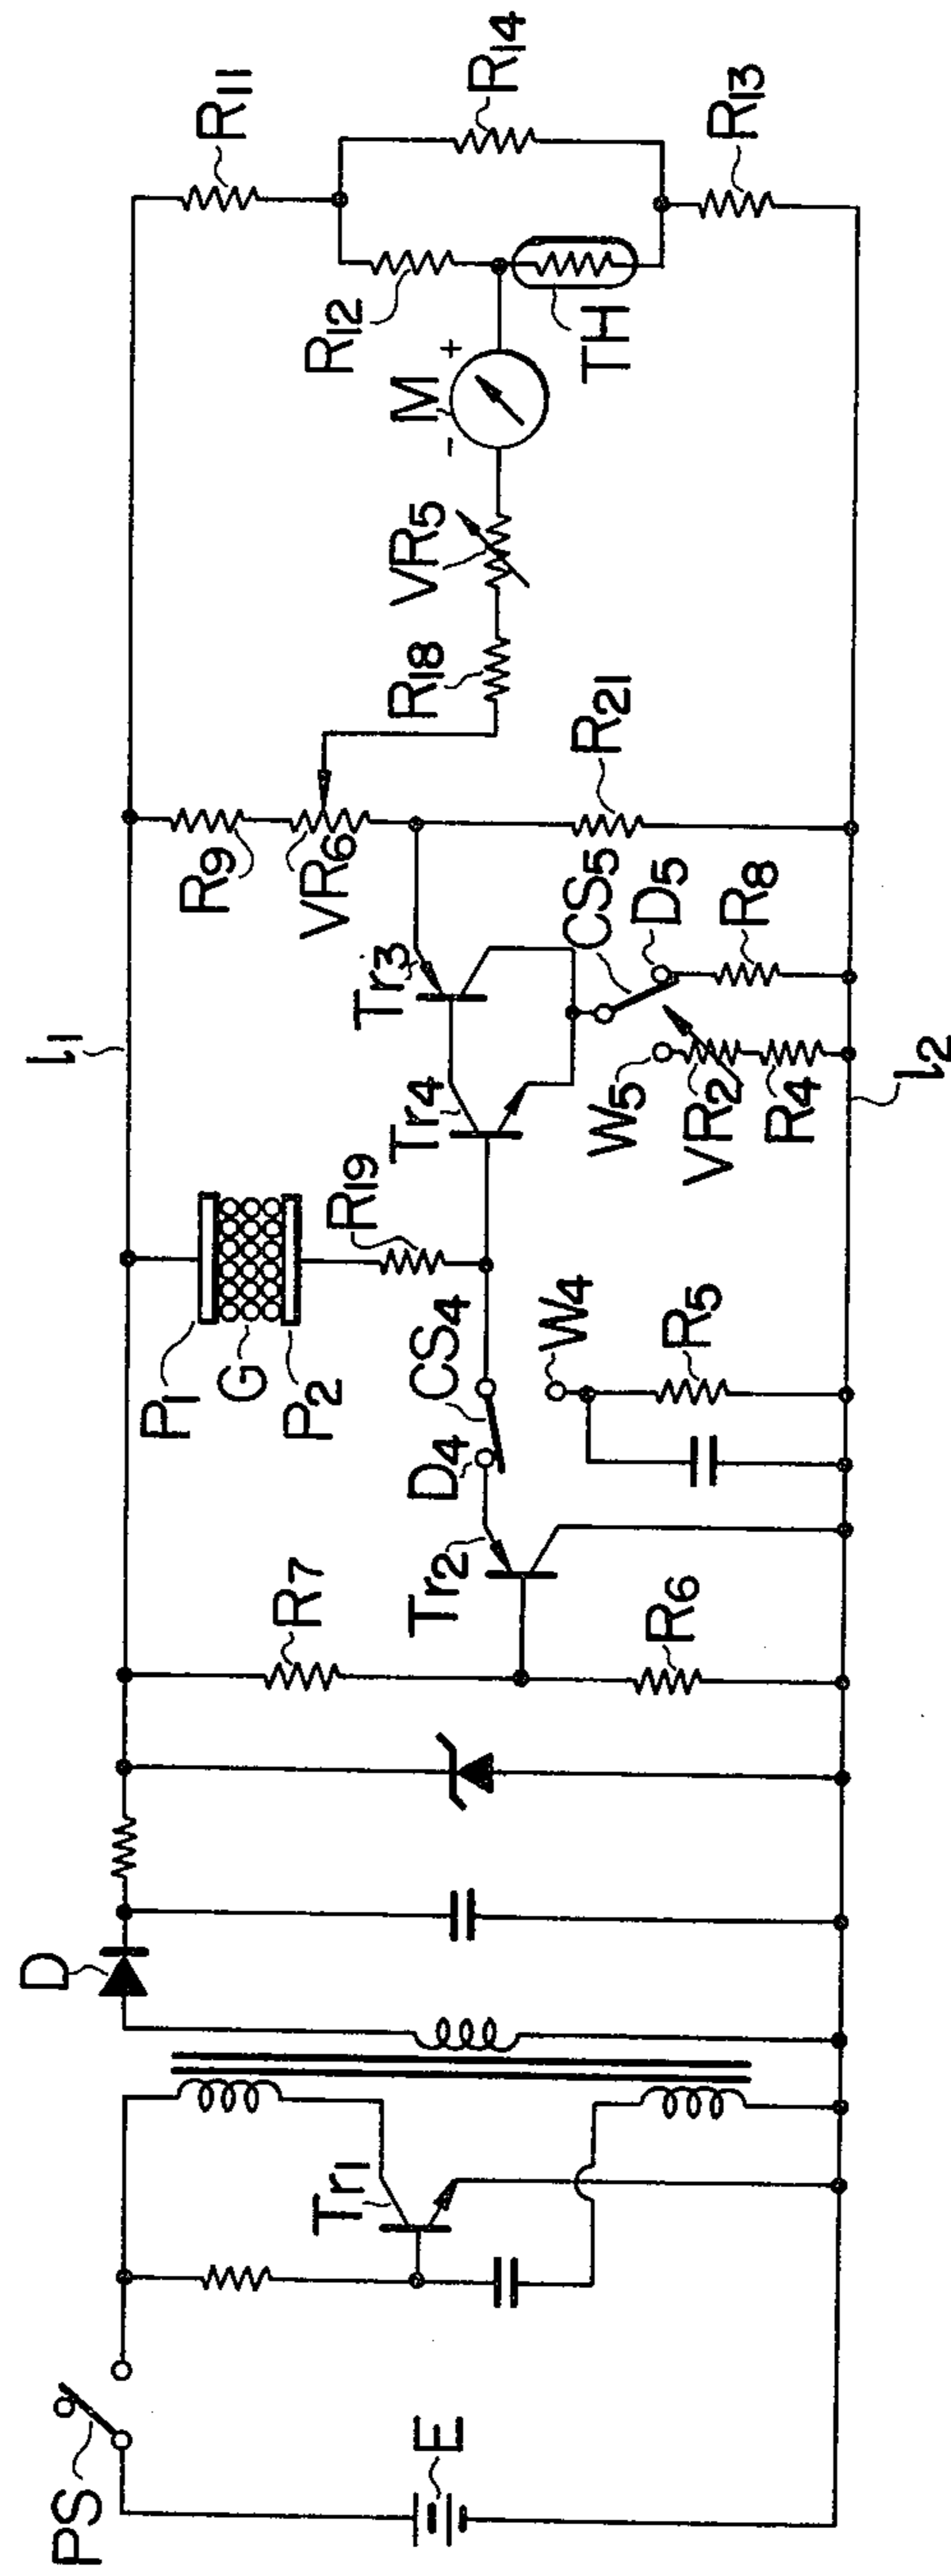 PS
E
Tr1
D
R7
R6
Tr2
D4
CS4
W4
R5
P1
G
P2
R19
l1
Tr4
Tr3
W5
VR2
R4
CS5
D5
R8
l2
R9
VR6
R21
R18
VR5
- M +
R12
TH
R11
R14
R13